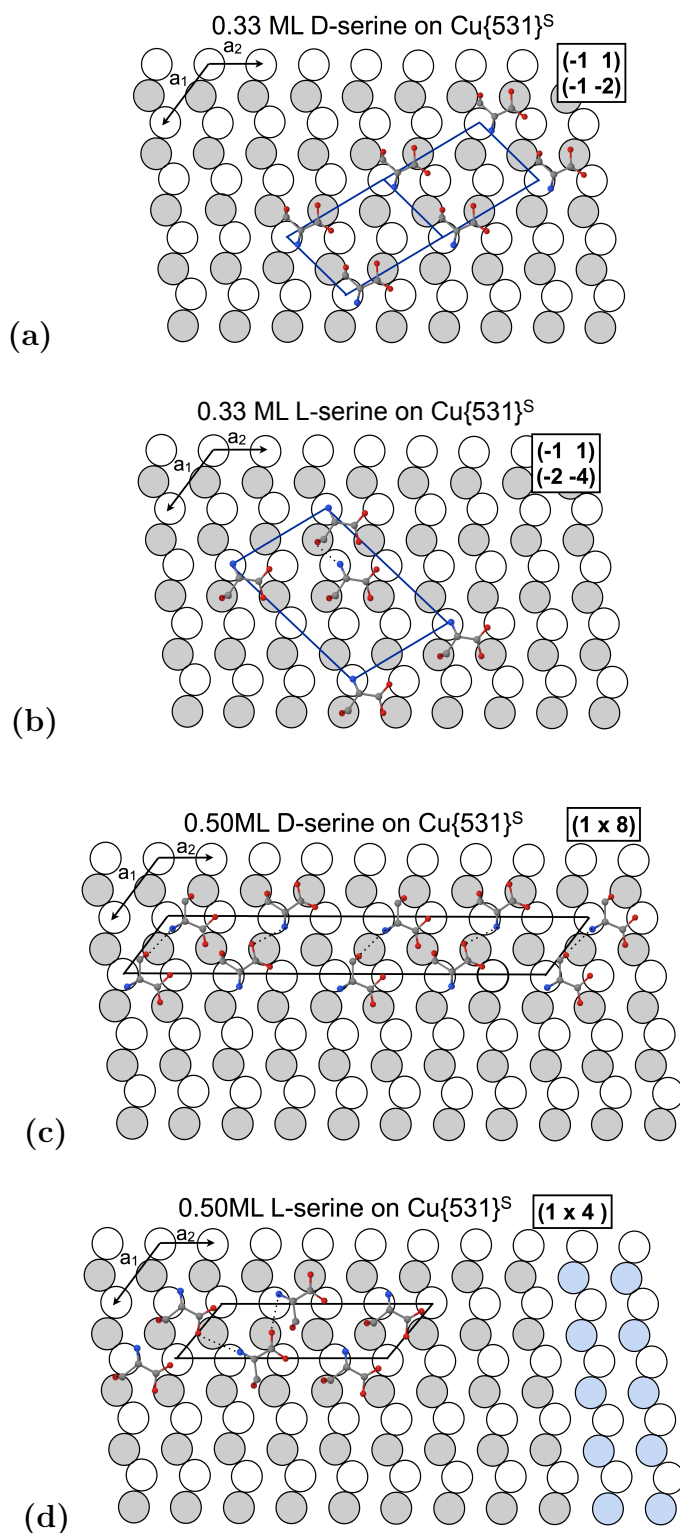 0.33 ML D-serine on Cu{531}ˢ
a₁ a₂
(-1 1)
(-1 -2)
(a)
0.33 ML L-serine on Cu{531}ˢ
a₁ a₂
(-1 1)
(-2 -4)
(b)
0.50ML D-serine on Cu{531}ˢ (1 x 8)
a₁ a₂
(c)
0.50ML L-serine on Cu{531}ˢ (1 x 4 )
a₁ a₂
(d)